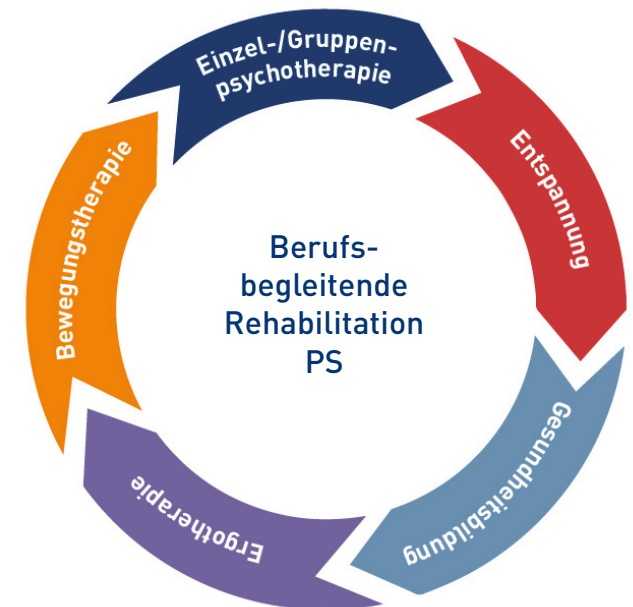 Einzel-/Gruppen-
psychotherapie
Entspannung
Gesundheitsbildung
Ergotherapie
Bewegungstherapie
Berufs-
begleitende
Rehabilitation
PS